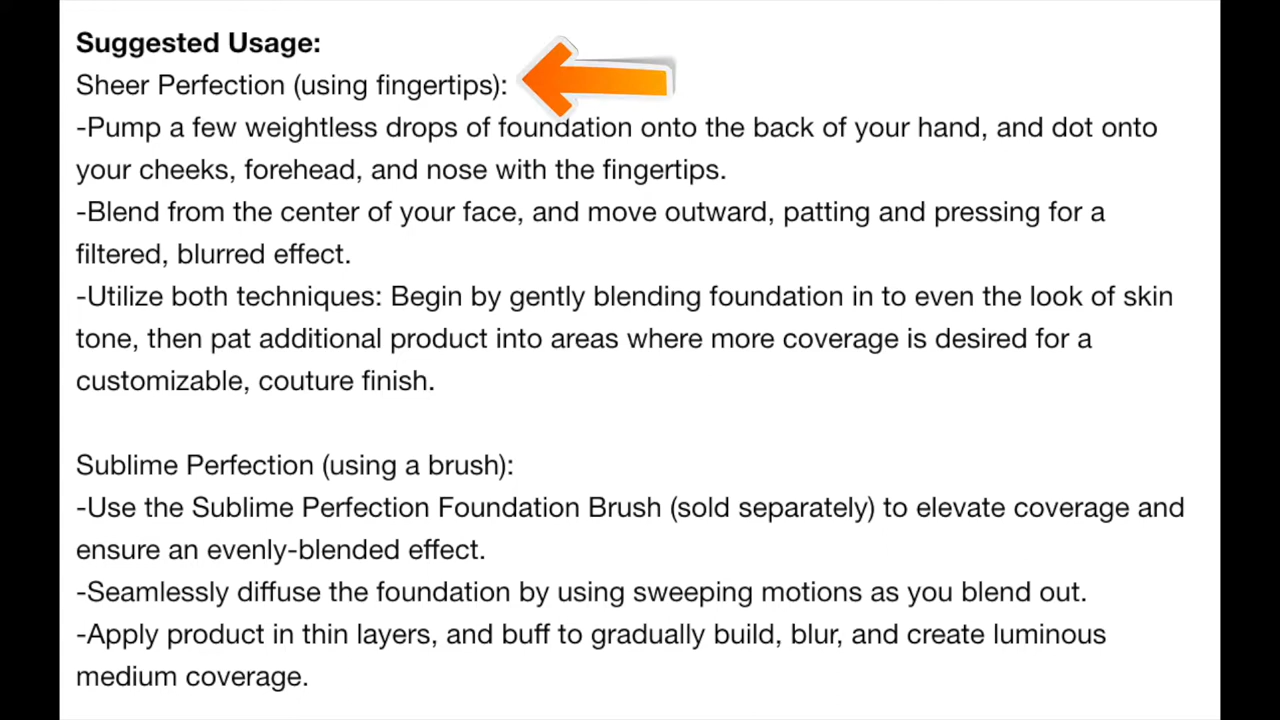 Suggested Usage:
Sheer Perfection (using fingertips):
-Pump a few weightless drops of foundation onto the back of your hand, and dot onto
your cheeks, forehead, and nose with the fingertips.
-Blend from the center of your face, and move outward, patting and pressing for a
filtered, blurred effect.
-Utilize both techniques: Begin by gently blending foundation in to even the look of skin
tone, then pat additional product into areas where more coverage is desired for a
customizable, couture finish.
Sublime Perfection (using a brush):
-Use the Sublime Perfection Foundation Brush (sold separately) to elevate coverage and
ensure an evenly-blended effect.
-Seamlessly diffuse the foundation by using sweeping motions as you blend out.
-Apply product in thin layers, and buff to gradually build, blur, and create luminous
medium coverage.